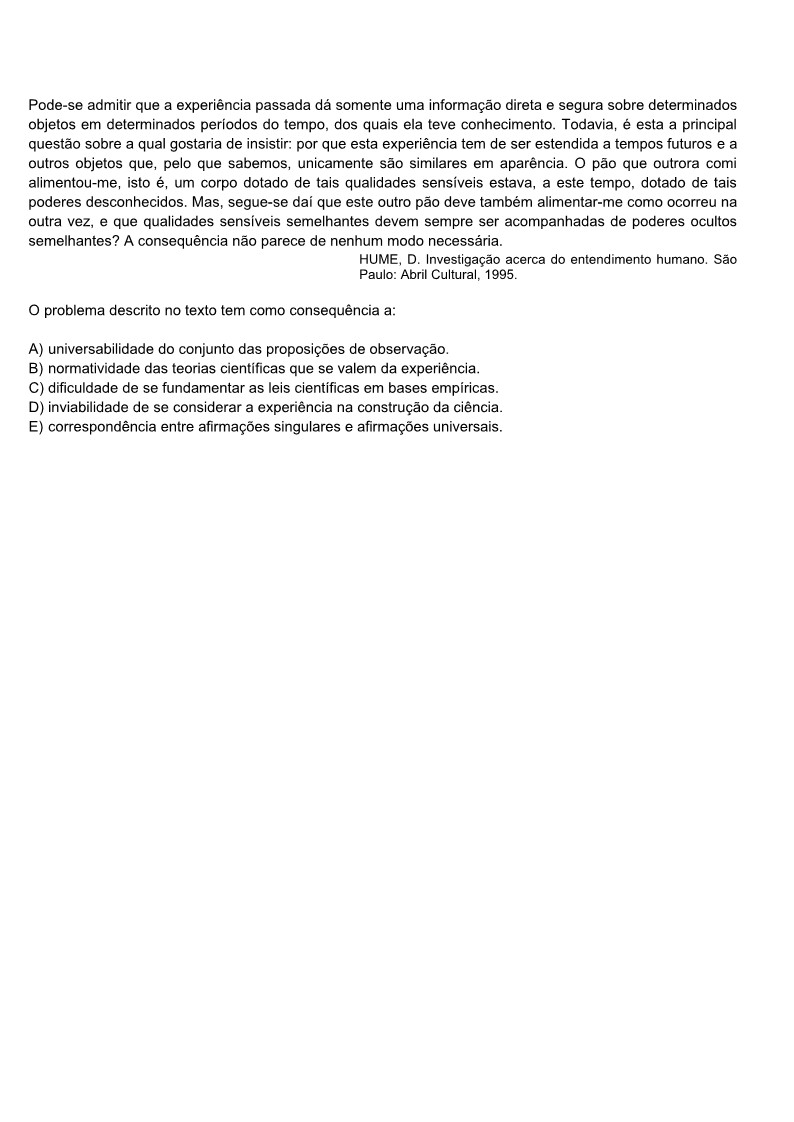 Pode-se admitir que a experiência passada dá somente uma informação direta e segura sobre determinados
objetos em determinados períodos do tempo, dos quais ela teve conhecimento. Todavia, é esta a principal
questão sobre a qual gostaria de insistir: por que esta experiência tem de ser estendida a tempos futuros e a
outros objetos que, pelo que sabemos, unicamente são similares em aparência. O pão que outrora comi
alimentou-me, isto é, um corpo dotado de tais qualidades sensíveis estava, a este tempo, dotado de tais
poderes desconhecidos. Mas, segue-se daí que este outro pão deve também alimentar-me como ocorreu na
outra vez, e que qualidades sensíveis semelhantes devem sempre ser acompanhadas de poderes ocultos
semelhantes? A consequência não parece de nenhum modo necessária.
HUME, D. Investigação acerca do entendimento humano. São
Paulo: Abril Cultural, 1995.
O problema descrito no texto tem como consequência a:
A) universabilidade do conjunto das proposições de observação.
B) normatividade das teorias científicas que se valem da experiência.
C) dificuldade de se fundamentar as leis científicas em bases empíricas.
D) inviabilidade de se considerar a experiência na construção da ciência.
E) correspondência entre afirmações singulares e afirmações universais.